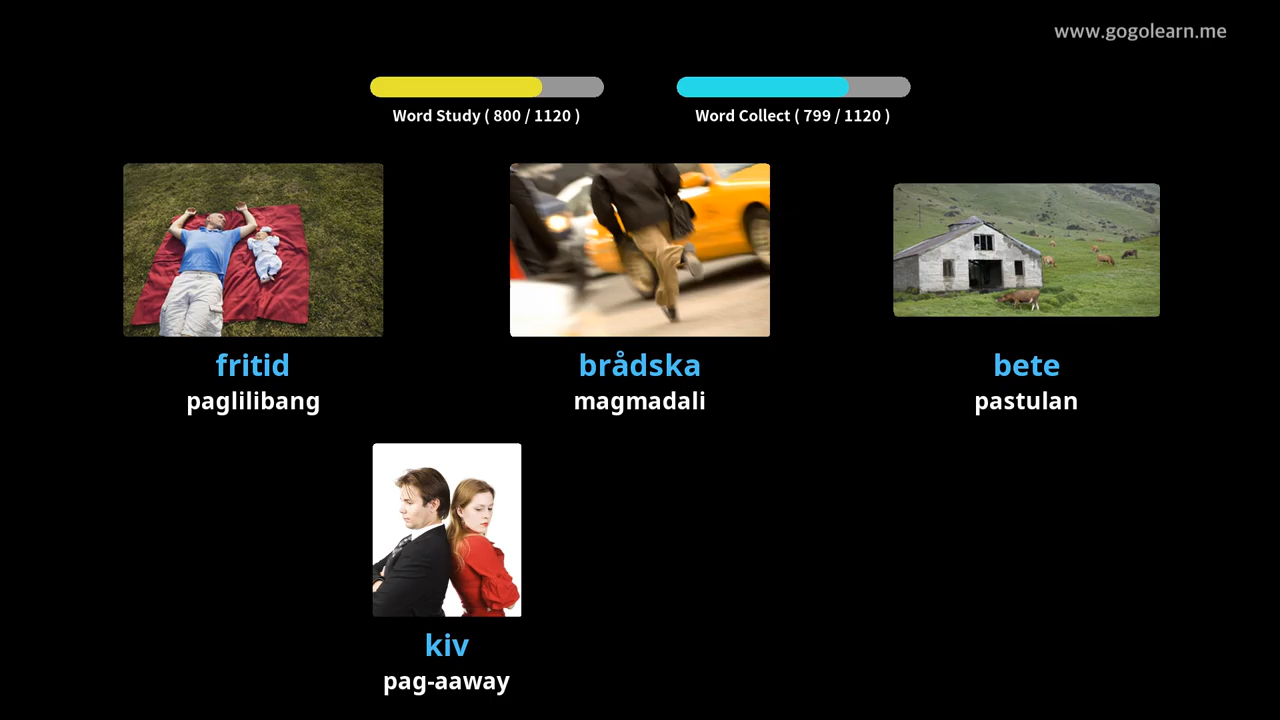 www.gogolearn.me
Word Study ( 800 / 1120 )
Word Collect ( 799 / 1120 )
fritid
paglilibang
brådska
magmadali
bete
pastulan
kiv
pag-aaway